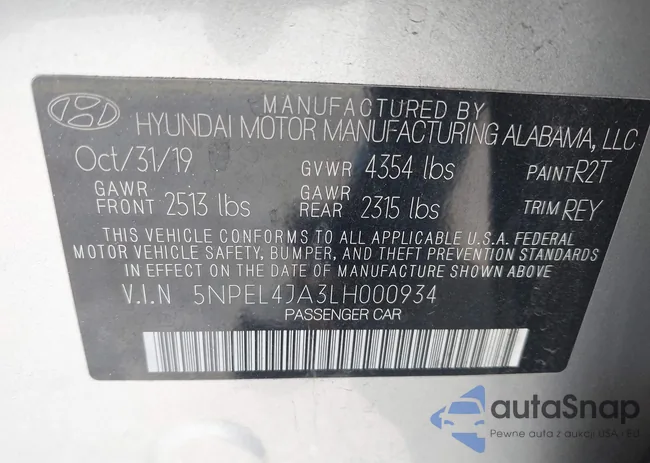 MANUFACTURED BY
HYUNDAI MOTOR MANUFACTURING ALABAMA, LLC
Oct/31/19 GVWR 4354 lbs PAINT R2T
GAWR FRONT 2513 lbs GAWR REAR 2315 lbs TRIM REY
THIS VEHICLE CONFORMS TO ALL APPLICABLE U.S.A. FEDERAL
MOTOR VEHICLE SAFETY, BUMPER, AND THEFT PREVENTION STANDARDS
IN EFFECT ON THE DATE OF MANUFACTURE SHOWN ABOVE.
V.I.N 5NPEL4JA3LH000934
PASSENGER CAR
autaSnap
Pewne auta z aukcji USA - EU